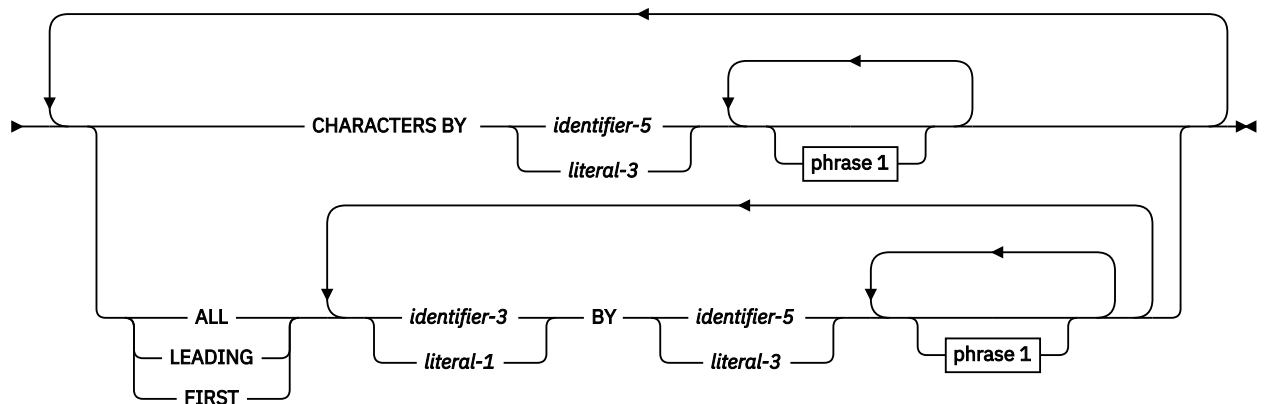 CHARACTERS BY identifier-5
literal-3
phrase 1
ALL identifier-3 BY identifier-5
LEADING literal-1 literal-3 phrase 1
FIRST